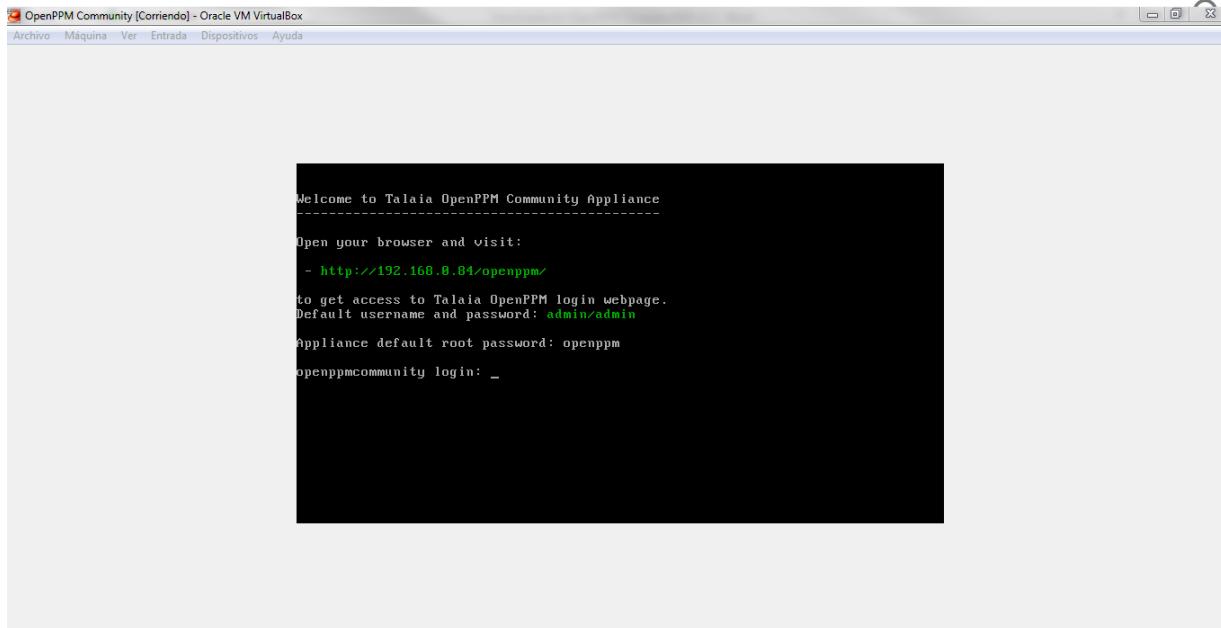 OpenPPM Community [Corriendo] - Oracle VM VirtualBox
Archivo Máquina Ver Entrada Dispositivos Ayuda
Welcome to Talaia OpenPPM Community Appliance
---------------------------------------------
Open your browser and visit:
- http://192.168.0.84/openppm/
to get access to Talaia OpenPPM login webpage.
Default username and password: admin/admin
Appliance default root password: openppm
openppmcommunity login: _